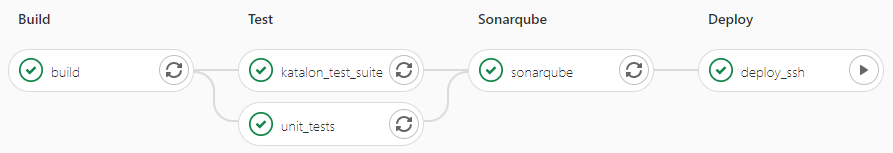 Build
Test
Sonarqube
Deploy
build
katalon_test_suite
sonarqube
deploy_ssh
unit_tests